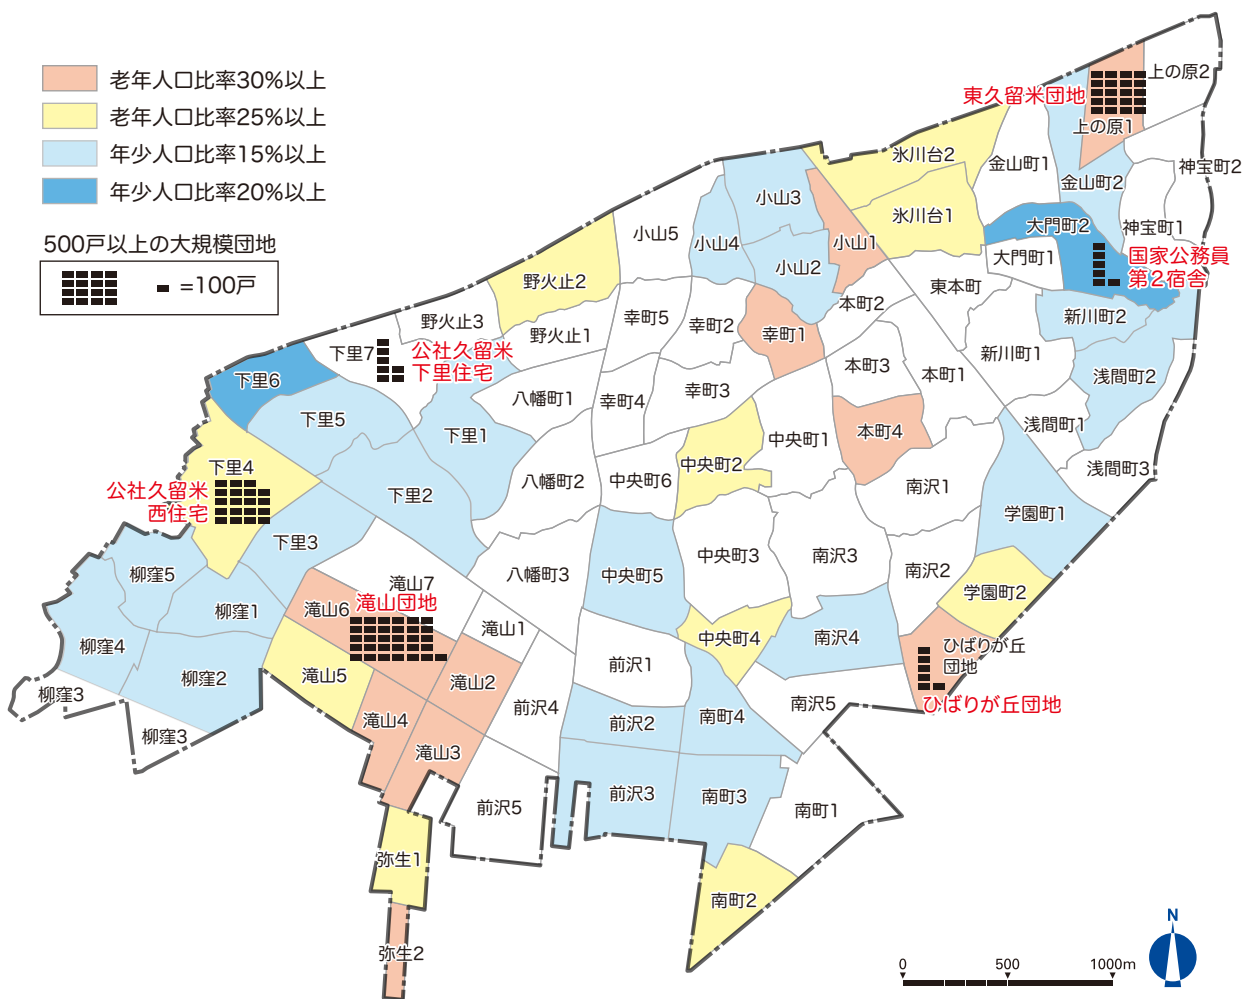 老年人口比率30%以上
老年人口比率25%以上
年少人口比率15%以上
年少人口比率20%以上
500戸以上の大規模団地
=100戸
上の原2
東久留米団地
上の原1
氷川台2
金山町1
神宝町2
金山町2
小山3
氷川台1
大門町2
神宝町1
小山5
小山4
小山1
大門町1
国家公務員
第2宿舎
小山2
野火止2
東本町
本町2
新川町2
野火止3
野火止1
幸町5
幸町2
幸町1
下里7
公社久留米
下里住宅
新川町1
本町3
本町1
浅間町2
下里6
八幡町1
幸町4
幸町3
下里5
下里1
中央町1
本町4
浅間町1
下里4
中央町2
浅間町3
公社久留米
西住宅
下里2
八幡町2
中央町6
南沢1
学園町1
下里3
柳窪5
滝山7
八幡町3
中央町5
中央町3
南沢3
南沢2
学園町2
柳窪1
滝山6
滝山団地
滝山1
中央町4
南沢4
ひばりが丘
団地
柳窪4
柳窪2
滝山5
滝山2
前沢1
柳窪3
前沢4
南沢5
ひばりが丘団地
滝山4
前沢2
南町4
柳窪3
滝山3
前沢5
前沢3
南町3
南町1
弥生1
南町2
弥生2
N
0
500
1000m